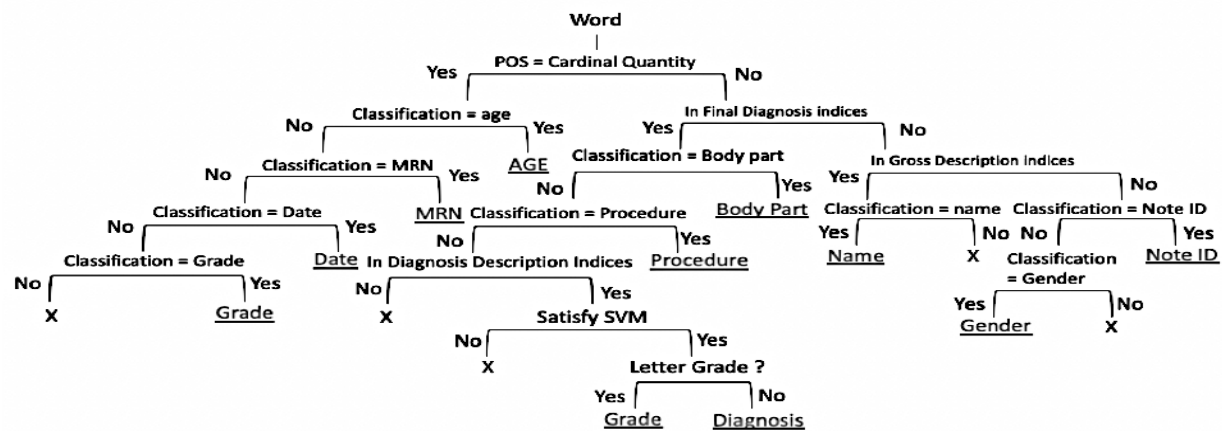 Word
POS = Cardinal Quantity
Yes No
Classification = age In Final Diagnosis indices
No Yes Yes No
Classification = MRN AGE Classification = Body part In Gross Description Indices
No Yes No Yes Yes No
Classification = Date MRN Classification = Procedure Body Part Classification = name Classification = Note ID
No Yes No Yes Yes No No Yes
Classification = Grade Date In Diagnosis Description Indices Procedure Name X Classification Note ID
= Gender
No Yes No Yes Yes No
X Grade X Satisfy SVM Gender X
No Yes
X Letter Grade ?
Yes No
Grade Diagnosis